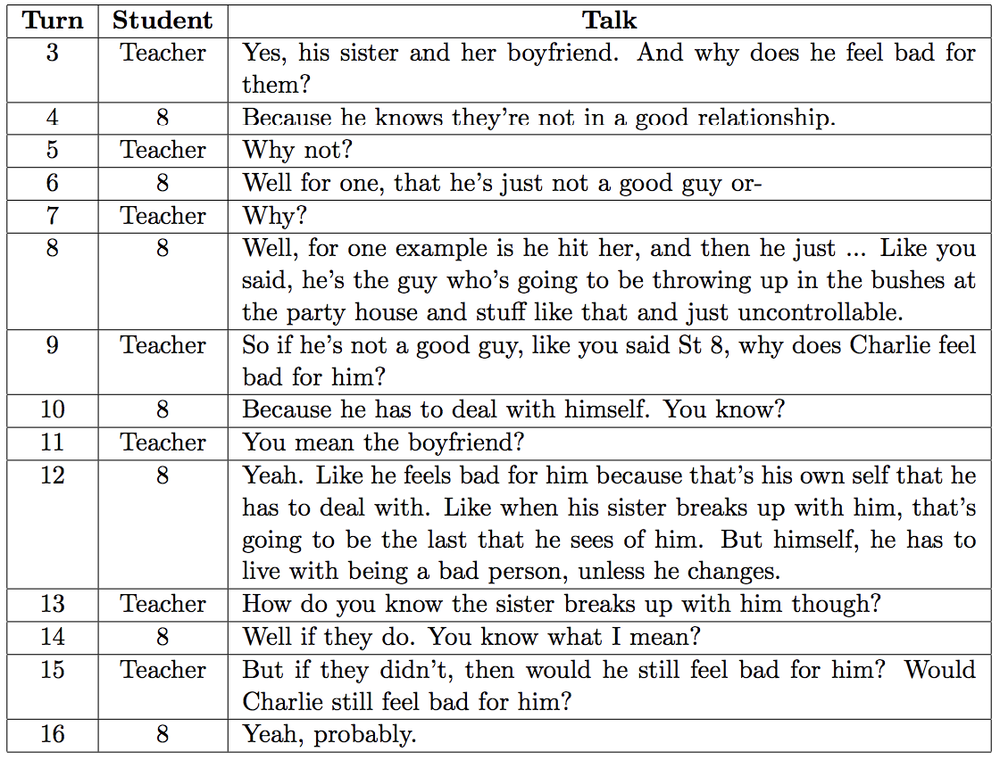 Turn Student Talk
3 Teacher Yes, his sister and her boyfriend. And why does he feel bad for
them?
4 8 Because he knows they're not in a good relationship.
5 Teacher Why not?
6 8 Well for one, that he's just not a good guy or-
7 Teacher Why?
8 8 Well, for one example is he hit her, and then he just ... Like you
said, he's the guy who's going to be throwing up in the bushes at
the party house and stuff like that and just uncontrollable.
9 Teacher So if he's not a good guy, like you said St 8, why does Charlie feel
bad for him?
10 8 Because he has to deal with himself. You know?
11 Teacher You mean the boyfriend?
12 8 Yeah. Like he feels bad for him because that's his own self that he
has to deal with. Like when his sister breaks up with him, that's
going to be the last that he sees of him. But himself, he has to
live with being a bad person, unless he changes.
13 Teacher How do you know the sister breaks up with him though?
14 8 Well if they do. You know what I mean?
15 Teacher But if they didn't, then would he still feel bad for him? Would
Charlie still feel bad for him?
16 8 Yeah, probably.